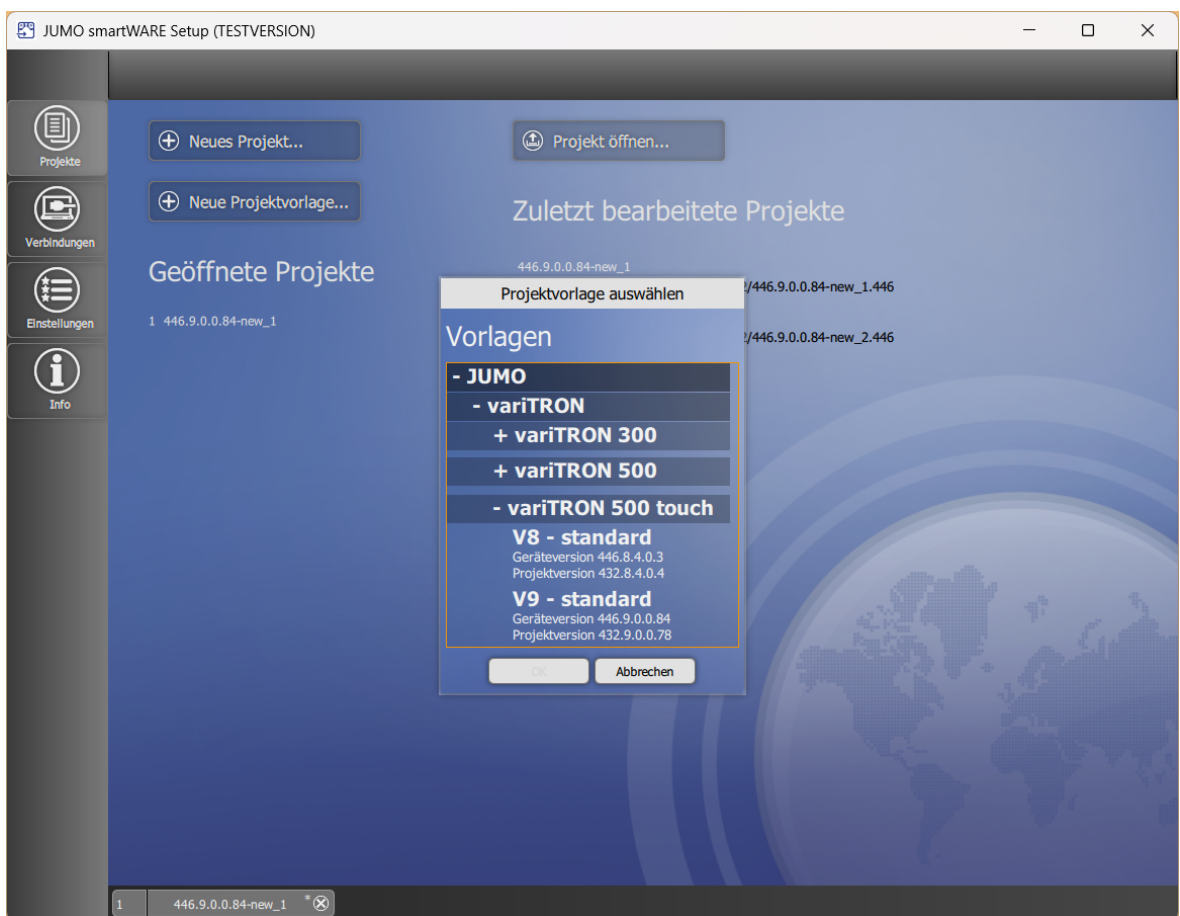 JUMO smartWARE Setup (TESTVERSION)
Projekte
Verbindungen
Einstellungen
Info
Neues Projekt...
Neue Projektvorlage...
Geöffnete Projekte
1 446.9.0.0.84-new_1
Projekt öffnen...
Zuletzt bearbeitete Projekte
446.9.0.0.84-new_1
/446.9.0.0.84-new_1.446
/446.9.0.0.84-new_2.446
Projektvorlage auswählen
Vorlagen
- JUMO
- variTRON
+ variTRON 300
+ variTRON 500
- variTRON 500 touch
V8 - standard
Geräteversion 446.8.4.0.3
Projektversion 432.8.4.0.4
V9 - standard
Geräteversion 446.9.0.0.84
Projektversion 432.9.0.0.78
OK Abbrechen
1 446.9.0.0.84-new_1 *